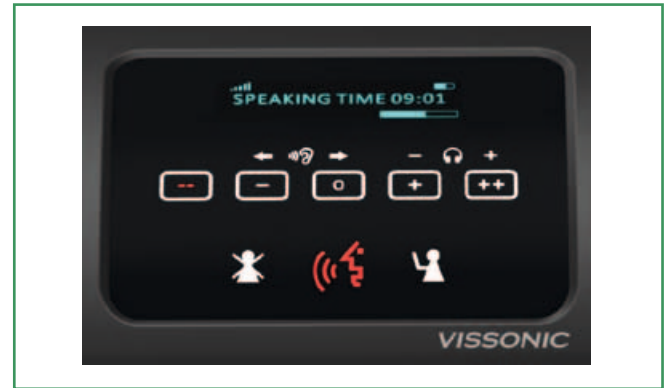 SPEAKING TIME 09:01
− +
-- − o + ++
VISSONIC